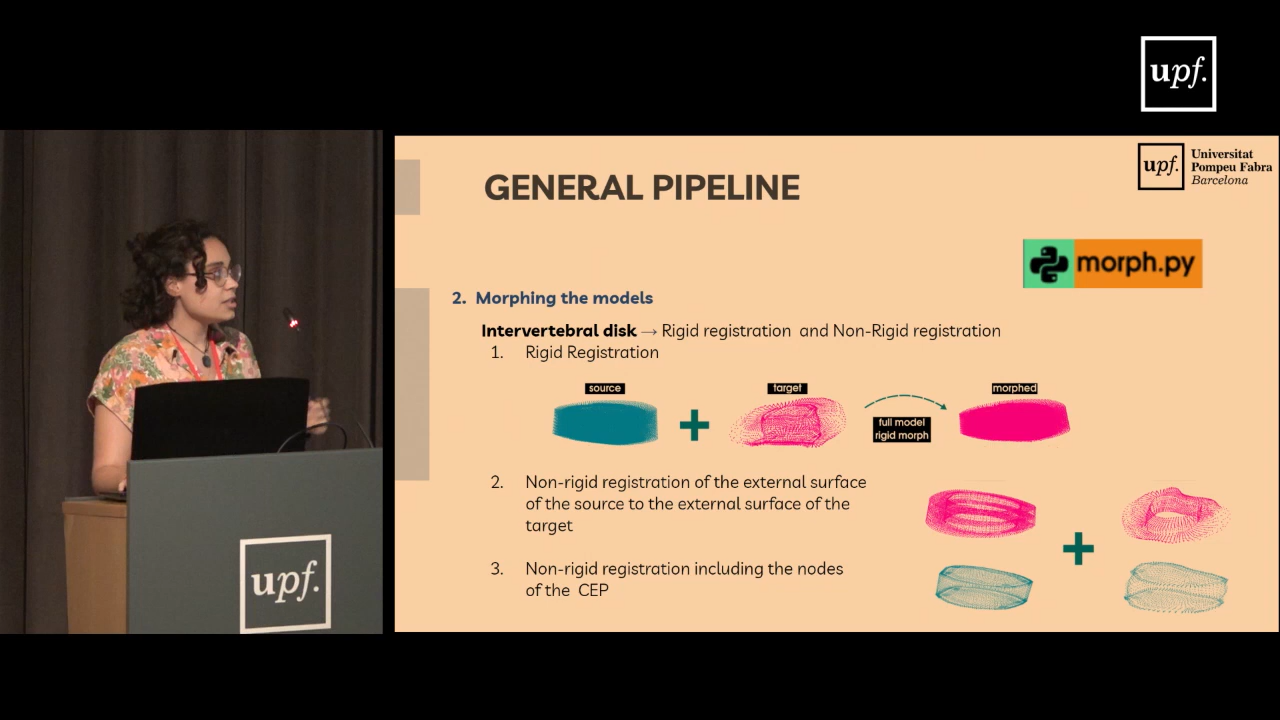 upf.
upf. Universitat
Pompeu Fabra
Barcelona
GENERAL PIPELINE
morph.py
2. Morphing the models
Intervertebral disk → Rigid registration and Non-Rigid registration
1. Rigid Registration
source
target
morphed
full model
rigid morph
2. Non-rigid registration of the external surface
of the source to the external surface of the
target
3. Non-rigid registration including the nodes
of the CEP
upf.